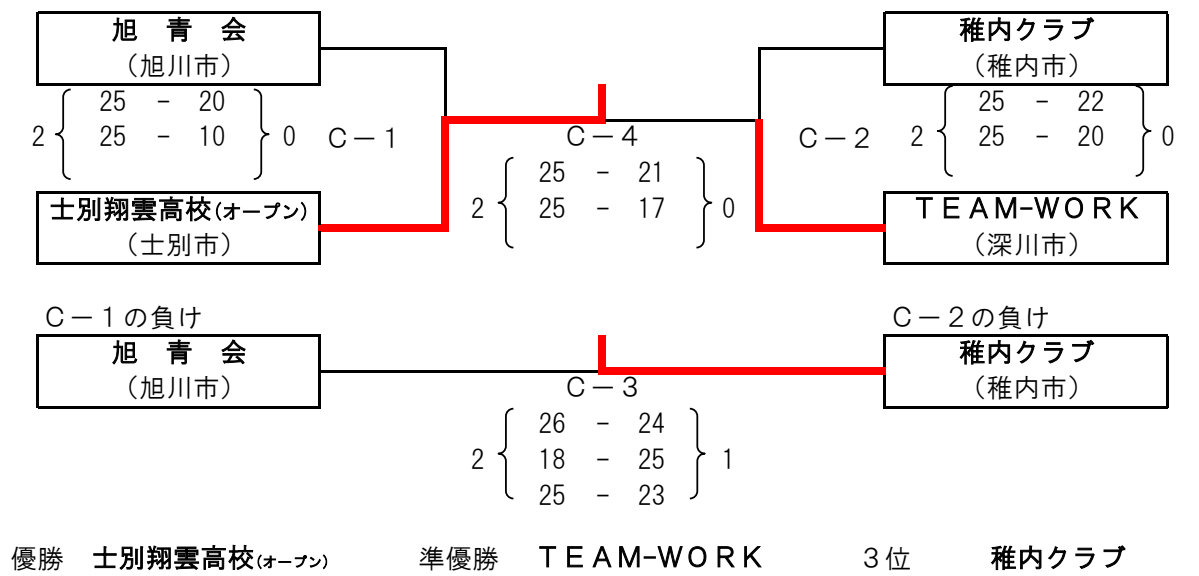 旭　青　会
（旭川市）
2 25 － 20 0
25 － 10
Ｃ－１
士別翔雲高校(オープン)
（士別市）
Ｃ－４
2 25 － 21 0
25 － 17
稚内クラブ
（稚内市）
2 25 － 22 0
25 － 20
Ｃ－２
ＴＥＡＭ−ＷＯＲＫ
（深川市）
Ｃ－１の負け
旭　青　会
（旭川市）
Ｃ－２の負け
稚内クラブ
（稚内市）
Ｃ－３
26 － 24
2 18 － 25 1
25 － 23
優勝　士別翔雲高校(オープン)　準優勝　ＴＥＡＭ−ＷＯＲＫ　３位　稚内クラブ